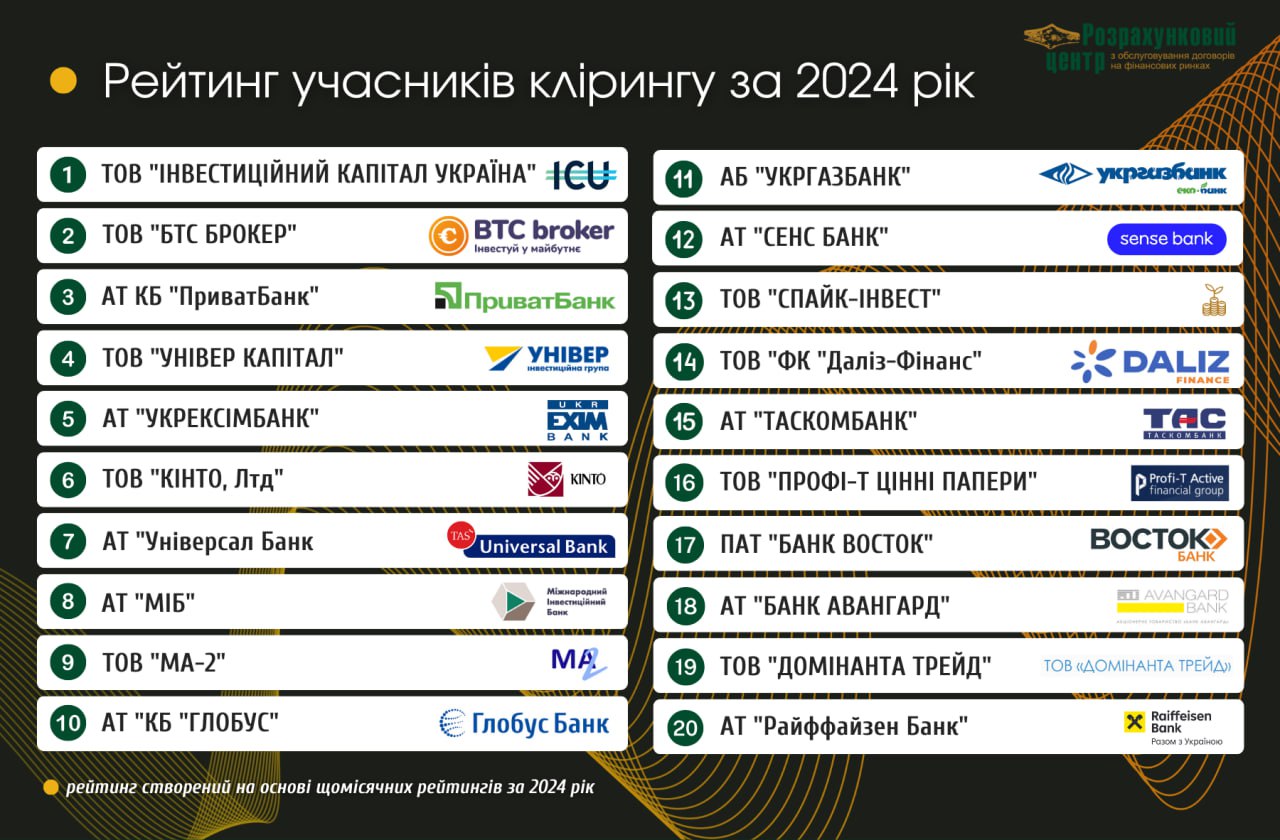 Розрахунковий
центр з обслуговування договорів
на фінансових ринках
Рейтинг учасників клірингу за 2024 рік
1 ТОВ "ІНВЕСТИЦІЙНИЙ КАПІТАЛ УКРАЇНА" ICU
2 ТОВ "БТС БРОКЕР" BTC broker
Інвестуй у майбутнє
3 АТ КБ "ПриватБанк" ПриватБанк
4 ТОВ "УНІВЕР КАПІТАЛ" УНІВЕР
інвестиційна група
5 АТ "УКРЕКСІМБАНК" UKR
EXIM
BANK
6 ТОВ "КІНТО, Лтд" KINTO
7 АТ "Універсал Банк TAS Universal Bank
8 АТ "МІБ" Міжнародний
Інвестиційний
Банк
9 ТОВ "МА-2" MA2
10 АТ "КБ "ГЛОБУС" Глобус Банк
11 АБ "УКРГАЗБАНК" укргазбанк
еко-банк
12 АТ "СЕНС БАНК" sense bank
13 ТОВ "СПАЙК-ІНВЕСТ"
14 ТОВ "ФК "Даліз-Фінанс" DALIZ
FINANCE
15 АТ "ТАСКОМБАНК" ТАС
ТАСКОМБАНК
16 ТОВ "ПРОФІ-Т ЦІННІ ПАПЕРИ" Profi-T Active
financial group
17 ПАТ "БАНК ВОСТОК" ВОСТОК
БАНК
18 АТ "БАНК АВАНГАРД" AVANGARD
BANK
АКЦІОНЕРНЕ ТОВАРИСТВО «БАНК АВАНГАРД»
19 ТОВ "ДОМІНАНТА ТРЕЙД" ТОВ «ДОМІНАНТА ТРЕЙД»
20 АТ "Райффайзен Банк" Raiffeisen
Bank
Разом з Україною
рейтинг створений на основі щомісячних рейтингів за 2024 рік